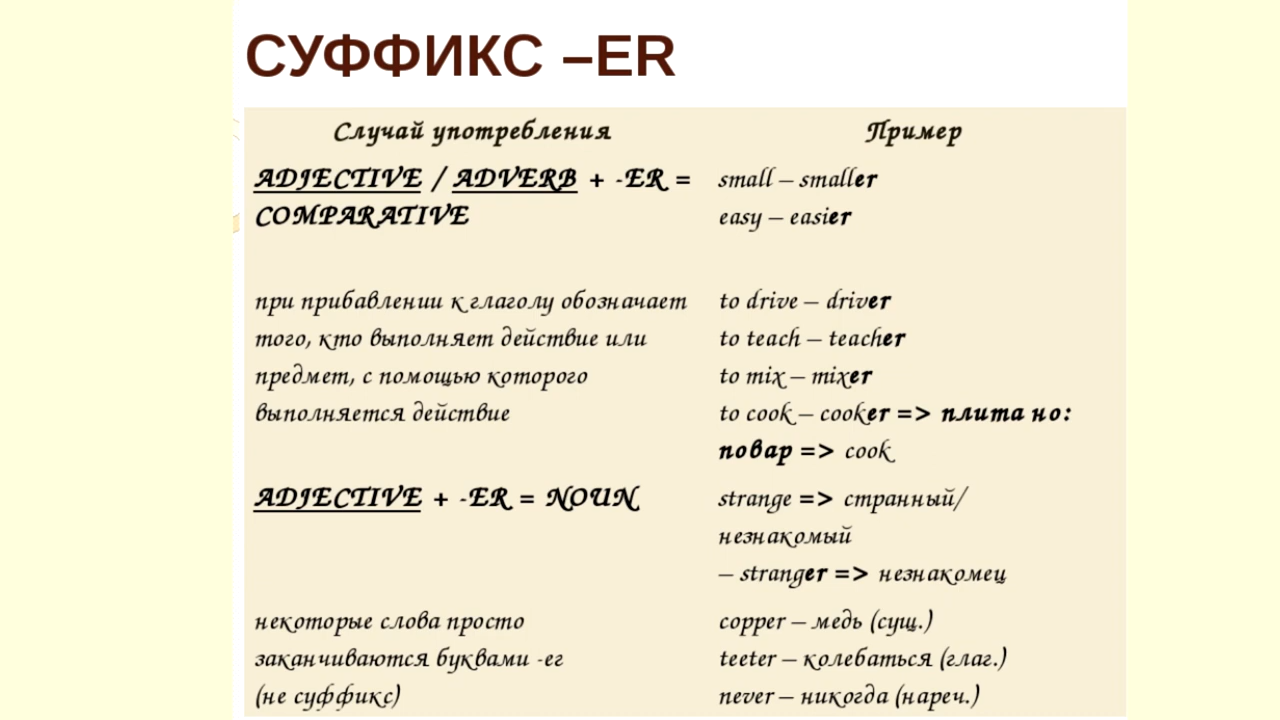 СУФФИКС –ER
Случай употребления Пример
ADJECTIVE / ADVERB + -ER = small – smaller
COMPARATIVE easy – easier
при прибавлении к глаголу обозначает to drive – driver
того, кто выполняет действие или to teach – teacher
предмет, с помощью которого to mix – mixer
выполняется действие to cook – cooker => плита но:
повар => cook
ADJECTIVE + -ER = NOUN strange => странный/
незнакомый
– stranger => незнакомец
некоторые слова просто copper – медь (сущ.)
заканчиваются буквами -er teeter – колебаться (глаг.)
(не суффикс) never – никогда (нареч.)